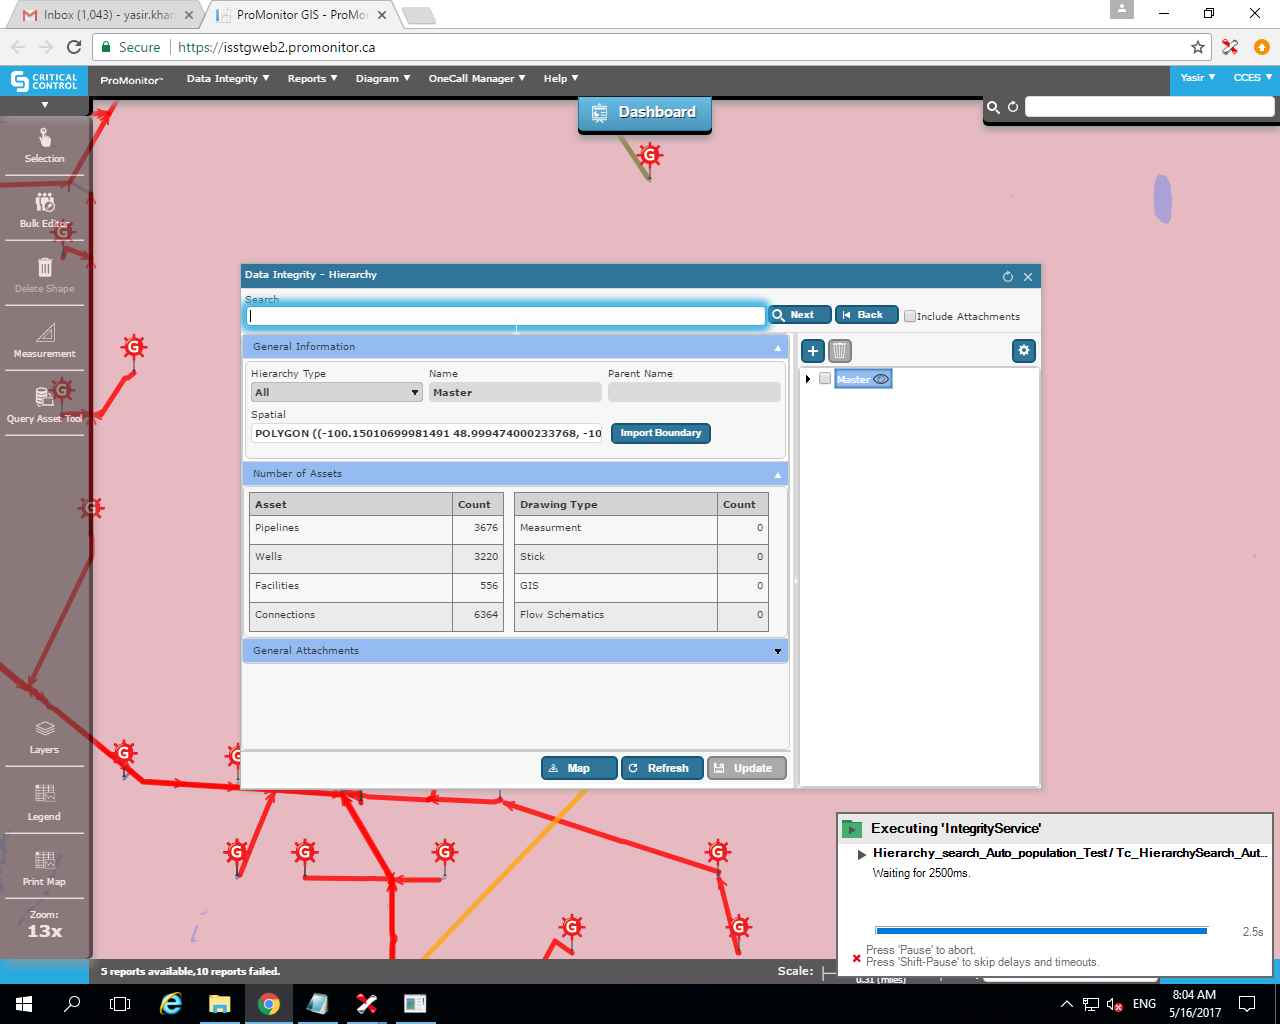 Inbox (1,043) - yasir.khan
ProMonitor GIS - ProMo
Secure
https://isstgweb2.promonitor.ca
CRITICAL CONTROL
ProMonitor™
Data Integrity
Reports
Diagram
OneCall Manager
Help
Yasir
CCES
Dashboard
Selection
Bulk Editor
Delete Shape
Measurement
Query Asset Tool
Layers
Legend
Print Map
Zoom:
13x
G
G
G
G
G
G
G
G
G
G
G
G
G
Data Integrity - Hierarchy
Search
Next
Back
Include Attachments
General Information
Hierarchy Type
Name
Parent Name
All
Master
Spatial
POLYGON ((-100.15010699981491 48.999474000233768, -10
Import Boundary
Master
Number of Assets
Asset Count
Pipelines 3676
Wells 3220
Facilities 556
Connections 6364
Drawing Type Count
Measurment 0
Stick 0
GIS 0
Flow Schematics 0
General Attachments
Map
Refresh
Update
Executing 'IntegrityService'
Hierarchy_search_Auto_population_Test / Tc_HierarchySearch_Aut...
Waiting for 2500ms.
2.5s
Press 'Pause' to abort.
Press 'Shift-Pause' to skip delays and timeouts.
5 reports available,10 reports failed.
Scale:
0.31 (miles)
ENG
8:04 AM
5/16/2017